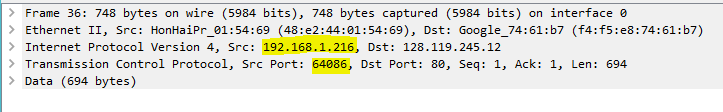 Frame 36: 748 bytes on wire (5984 bits), 748 bytes captured (5984 bits) on interface 0
Ethernet II, Src: HonHaiPr_01:54:69 (48:e2:44:01:54:69), Dst: Google_74:61:b7 (f4:f5:e8:74:61:b7)
Internet Protocol Version 4, Src: 192.168.1.216, Dst: 128.119.245.12
Transmission Control Protocol, Src Port: 64086, Dst Port: 80, Seq: 1, Ack: 1, Len: 694
Data (694 bytes)